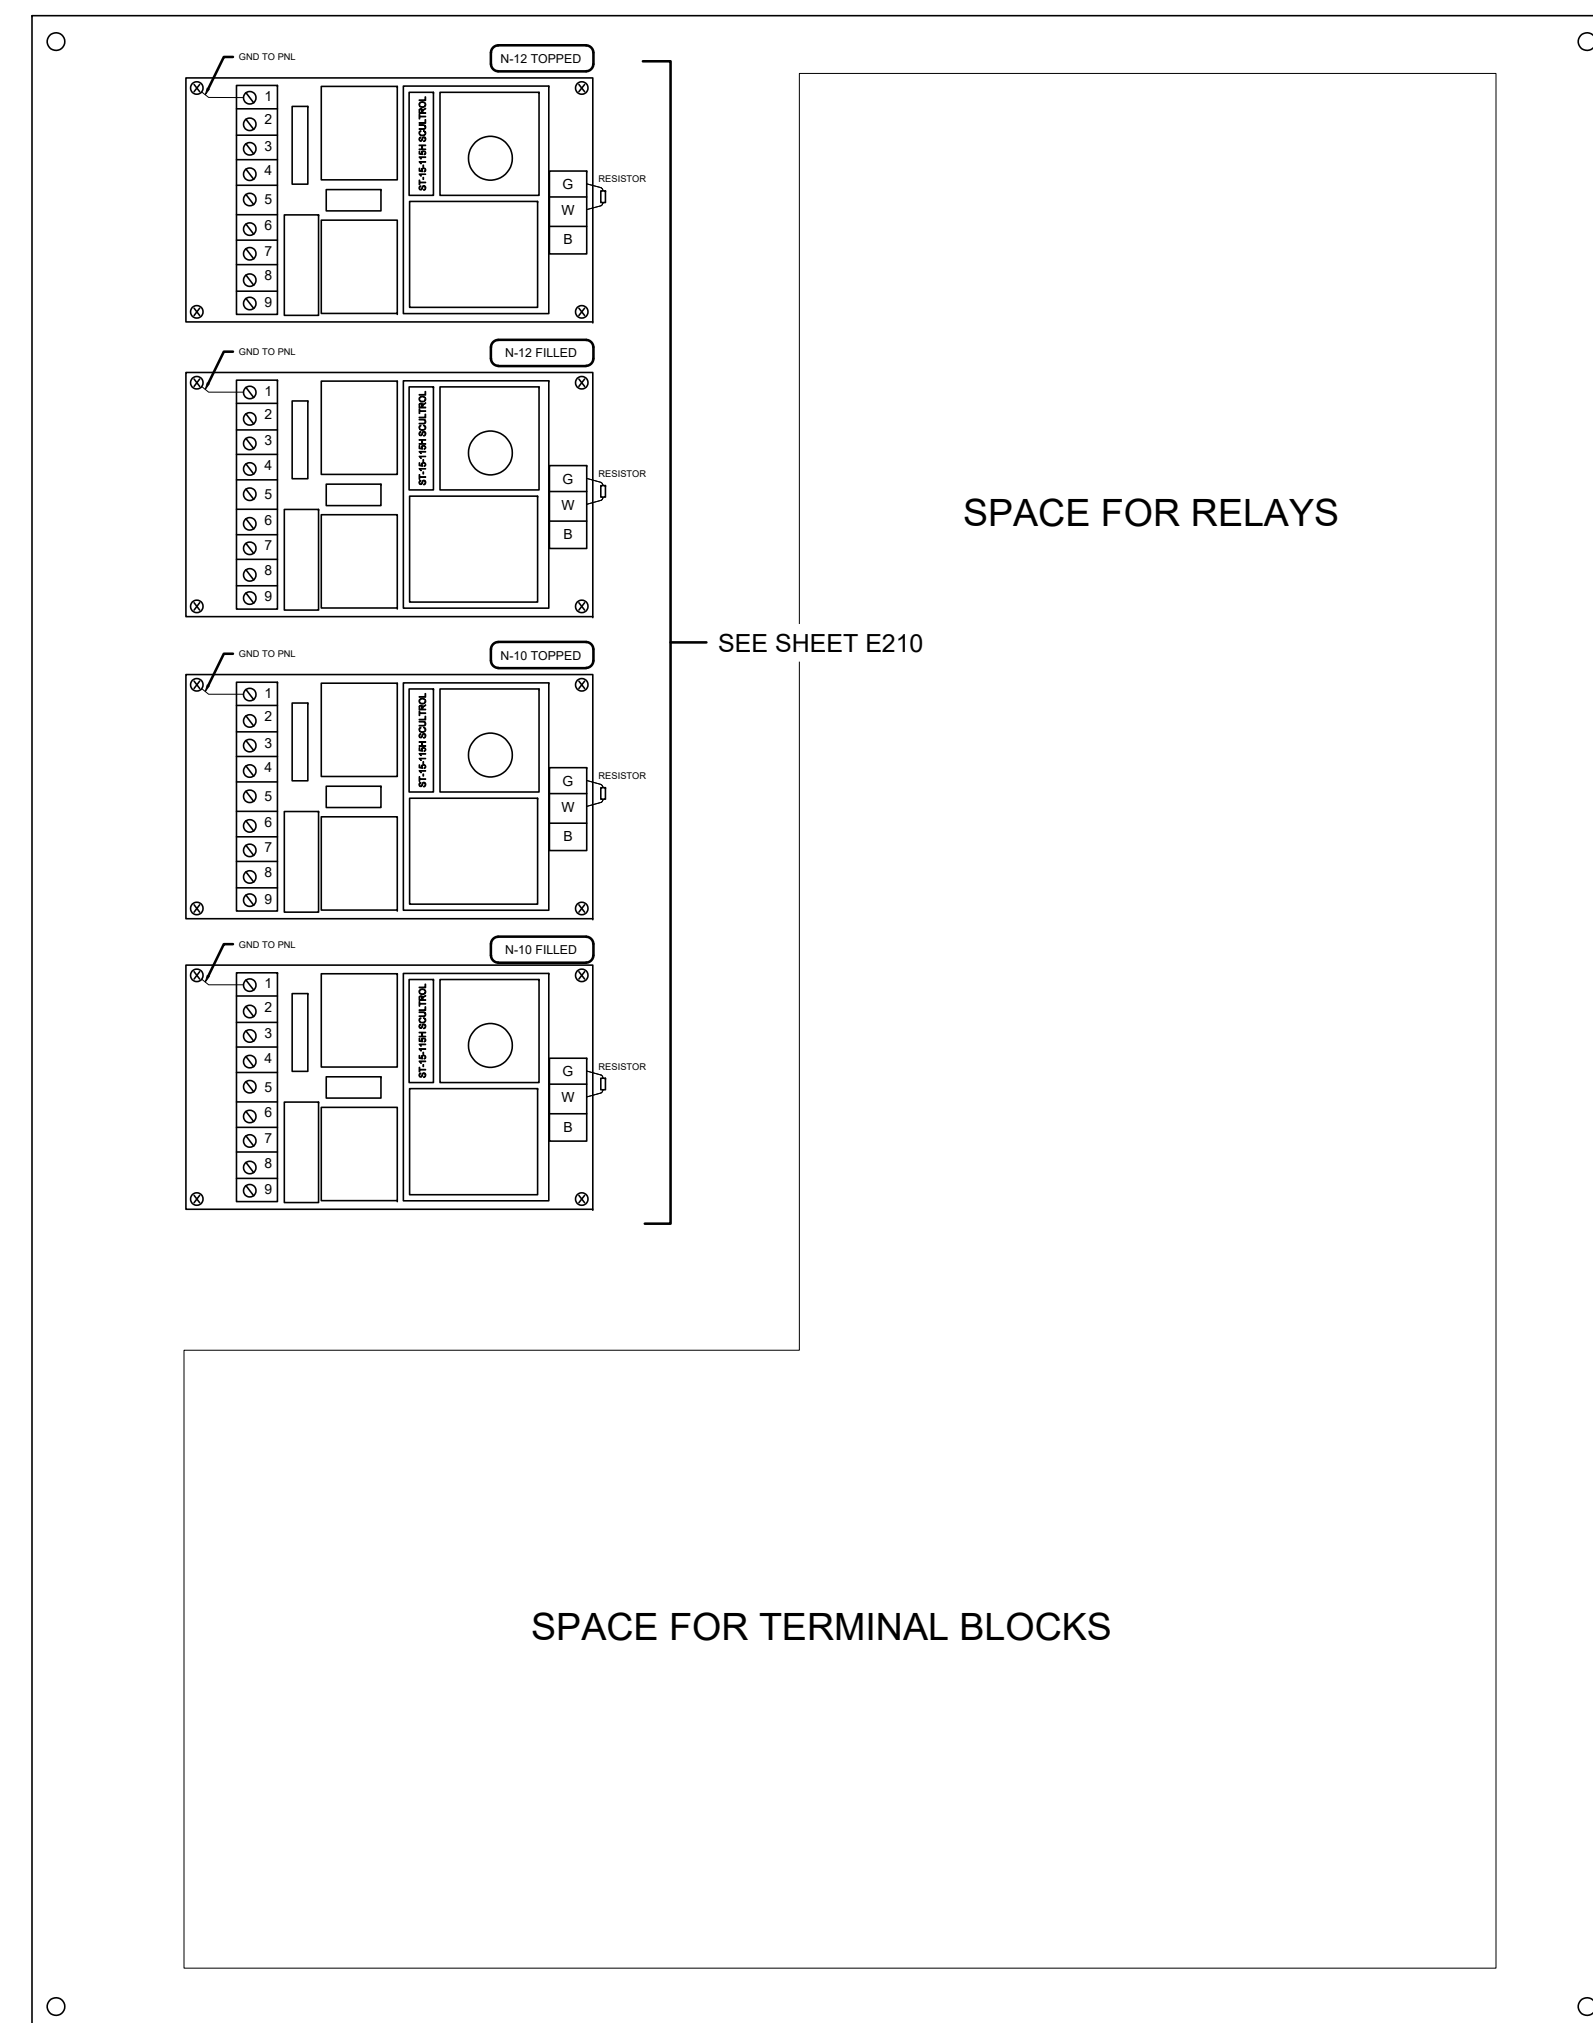 GND TO PNL
N-12 TOPPED
1
2
3
4
5
6
7
8
9
ST-15-115H SCULTROL
G
W
B
RESISTOR
GND TO PNL
N-12 FILLED
1
2
3
4
5
6
7
8
9
ST-15-115H SCULTROL
G
W
B
RESISTOR
SPACE FOR RELAYS
SEE SHEET E210
GND TO PNL
N-10 TOPPED
1
2
3
4
5
6
7
8
9
ST-15-115H SCULTROL
G
W
B
RESISTOR
GND TO PNL
N-10 FILLED
1
2
3
4
5
6
7
8
9
ST-15-115H SCULTROL
G
W
B
RESISTOR
SPACE FOR TERMINAL BLOCKS